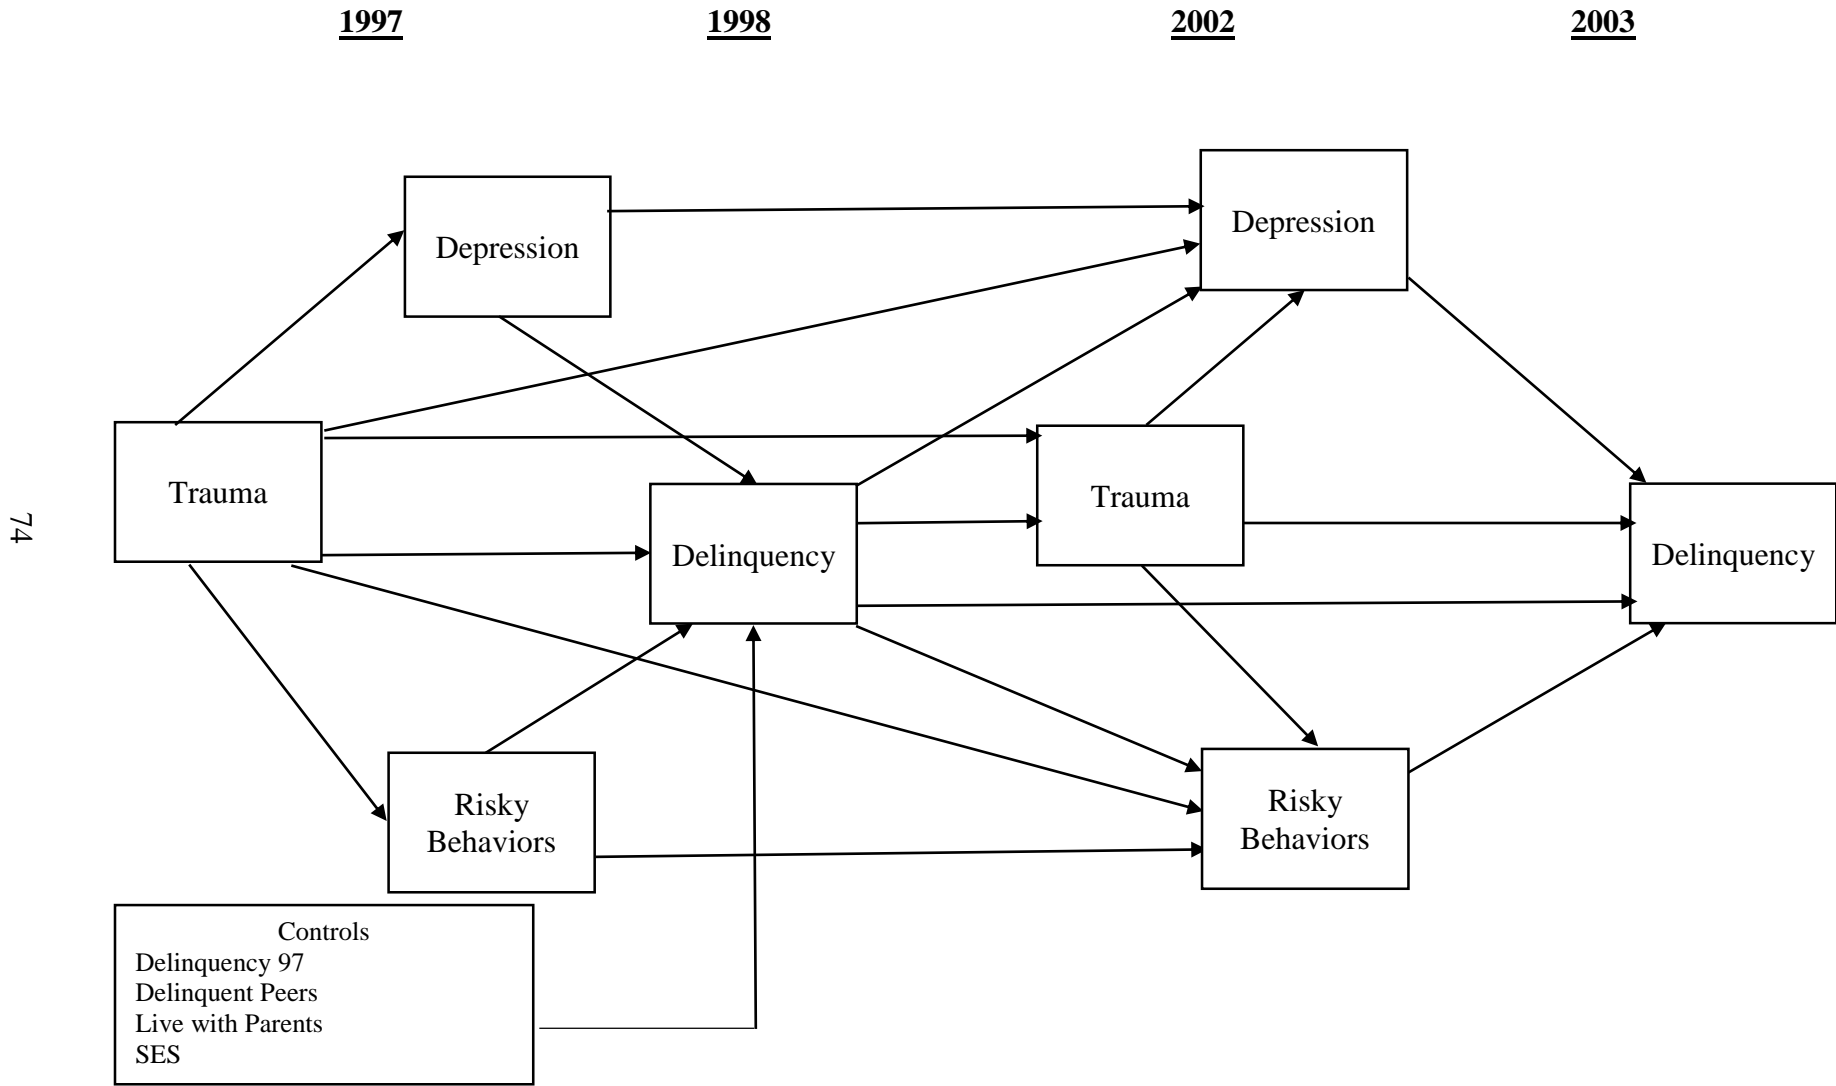 1997 1998 2002 2003
Depression
Depression
Trauma
Trauma
Delinquency
Delinquency
Risky
Behaviors
Risky
Behaviors
Controls
Delinquency 97
Delinquent Peers
Live with Parents
SES
74